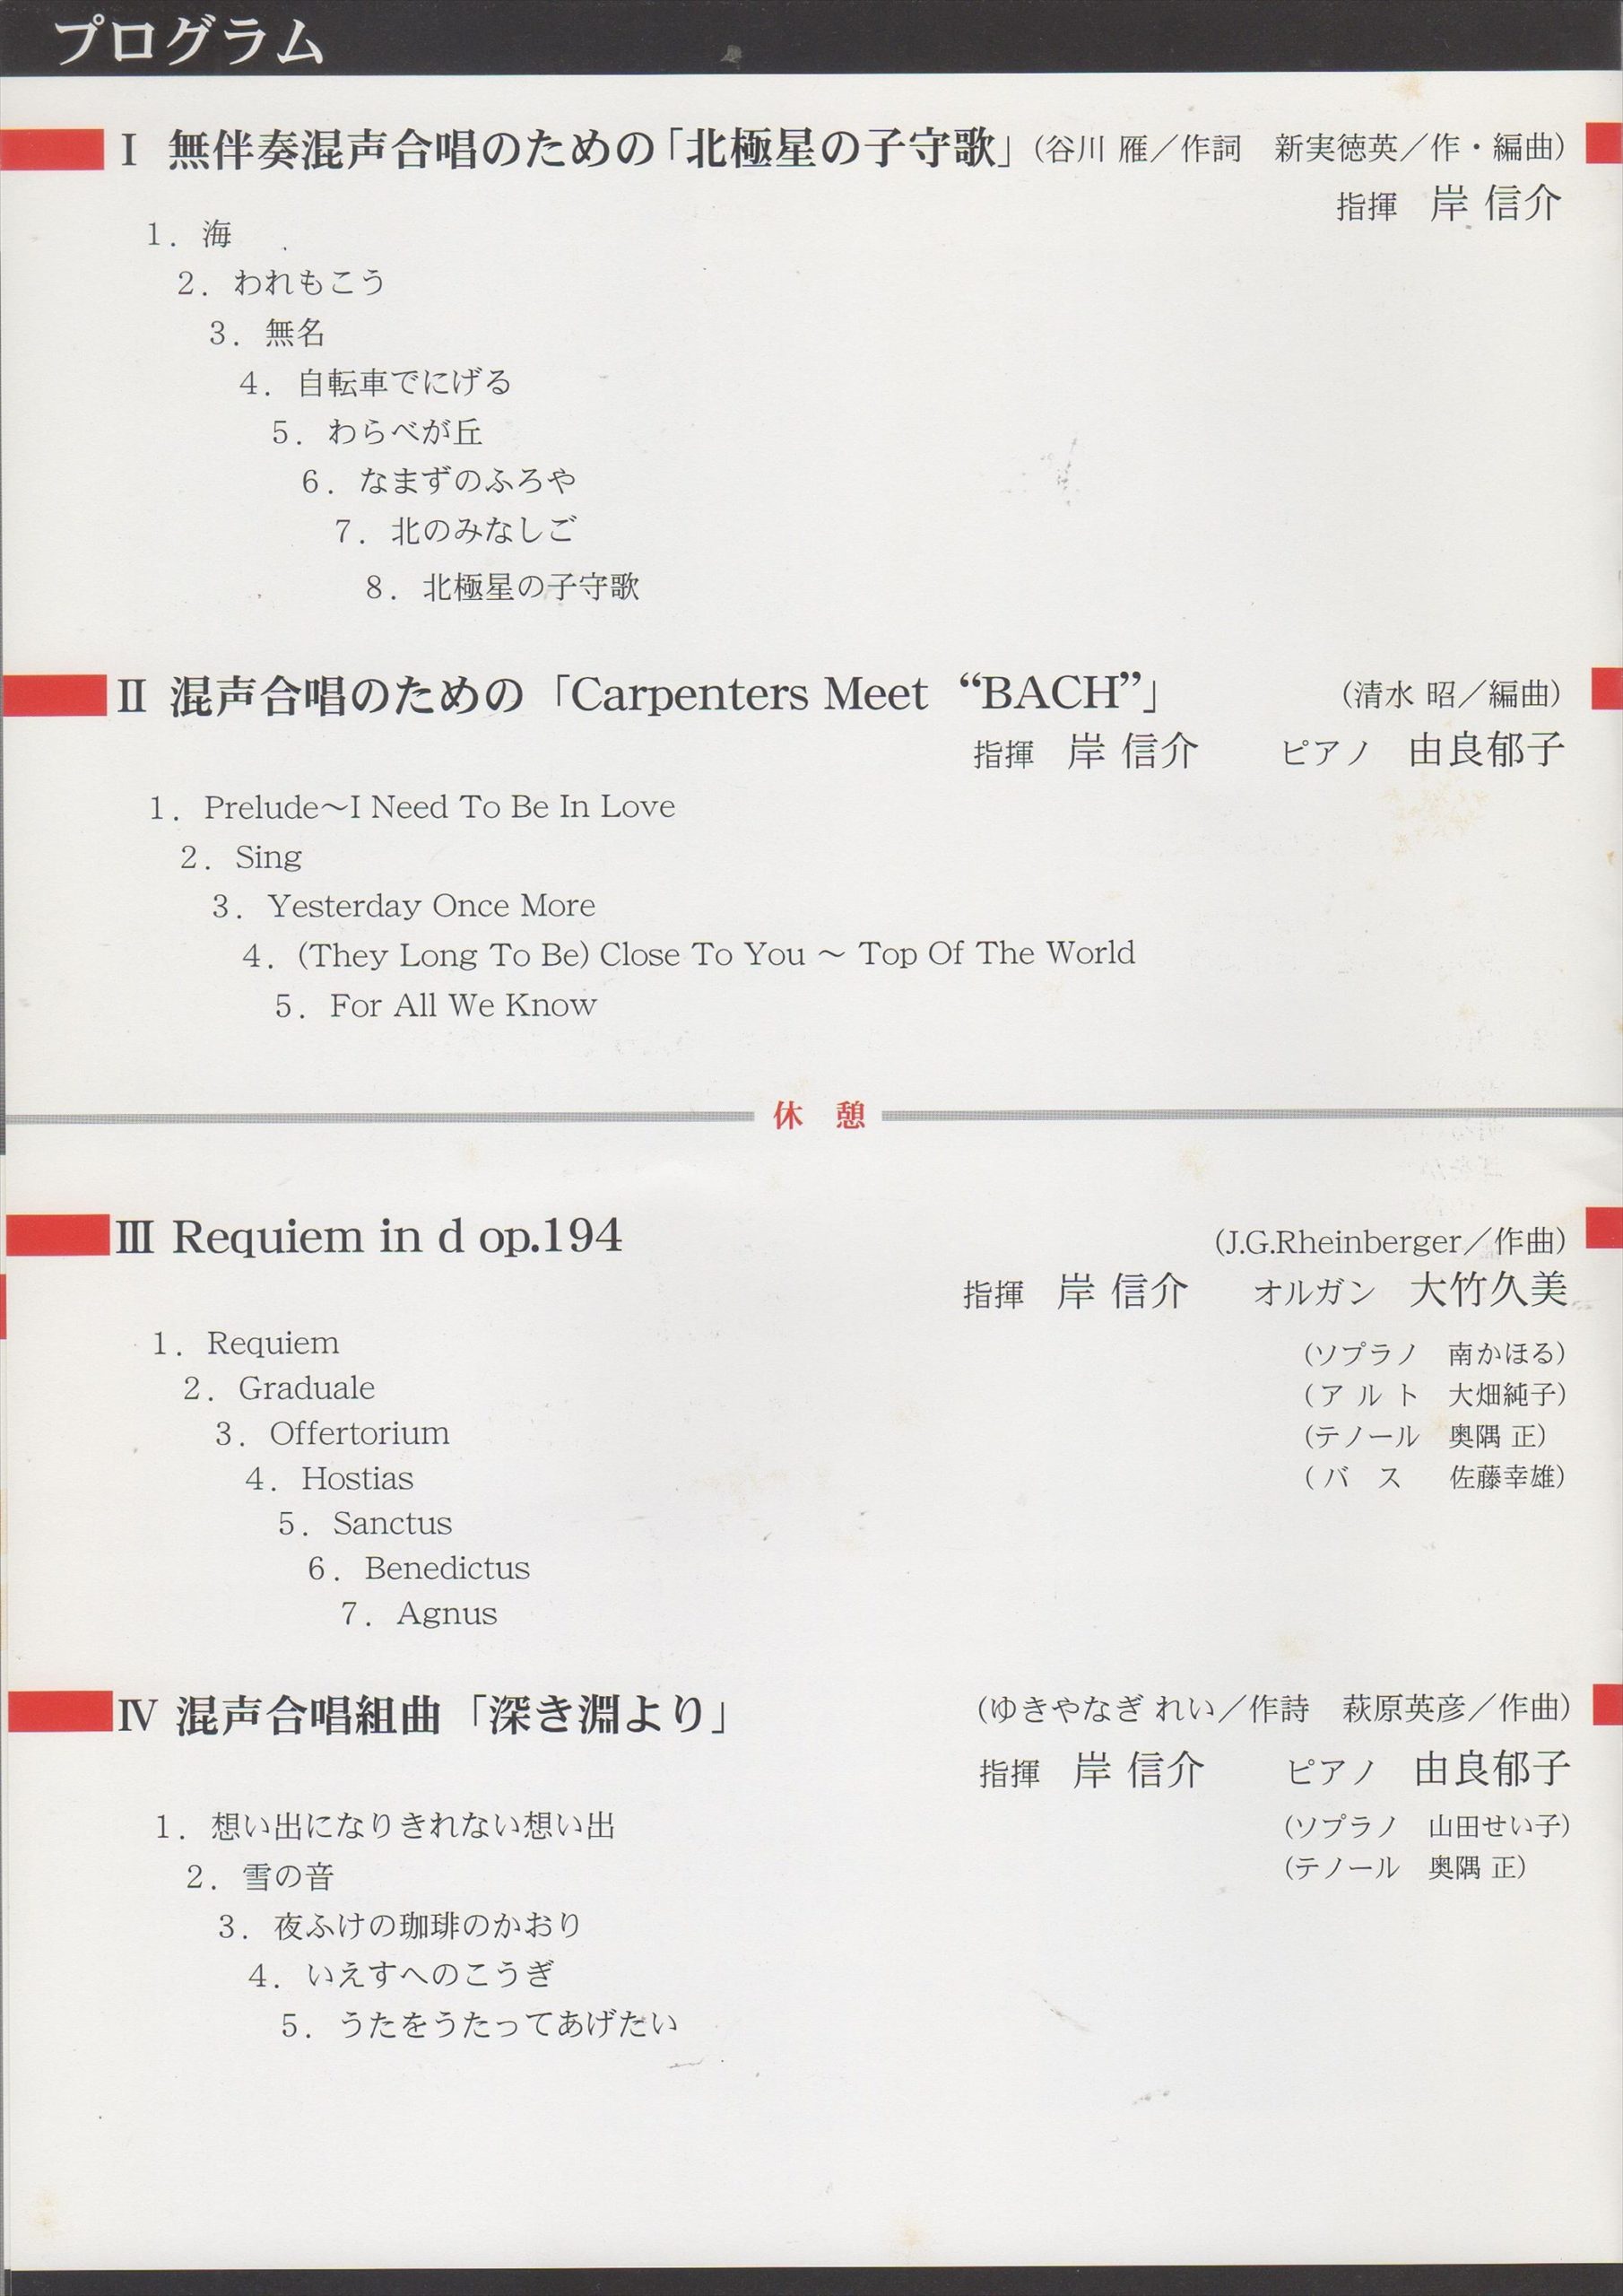 プログラム
Ⅰ 無伴奏混声合唱のための「北極星の子守歌」(谷川 雁／作詞　新実徳英／作・編曲)
指揮　岸 信介
1．海
2．われもこう
3．無名
4．自転車でにげる
5．わらべが丘
6．なまずのふろや
7．北のみなしご
8．北極星の子守歌
Ⅱ 混声合唱のための「Carpenters Meet “BACH”」 (清水 昭／編曲)
指揮　岸 信介　　ピアノ　由良郁子
1．Prelude～I Need To Be In Love
2．Sing
3．Yesterday Once More
4．(They Long To Be) Close To You ～ Top Of The World
5．For All We Know
休　憩
Ⅲ Requiem in d op.194 (J.G.Rheinberger／作曲)
指揮　岸 信介　　オルガン　大竹久美
(ソプラノ　南かほる)
(ア ル ト　大畑純子)
(テノール　奥隅 正)
(バ　ス　佐藤幸雄)
1．Requiem
2．Graduale
3．Offertorium
4．Hostias
5．Sanctus
6．Benedictus
7．Agnus
Ⅳ 混声合唱組曲「深き淵より」 (ゆきやなぎ れい／作詩　萩原英彦／作曲)
指揮　岸 信介　　ピアノ　由良郁子
(ソプラノ　山田せい子)
(テノール　奥隅 正)
1．想い出になりきれない想い出
2．雪の音
3．夜ふけの珈琲のかおり
4．いえすへのこうぎ
5．うたをうたってあげたい